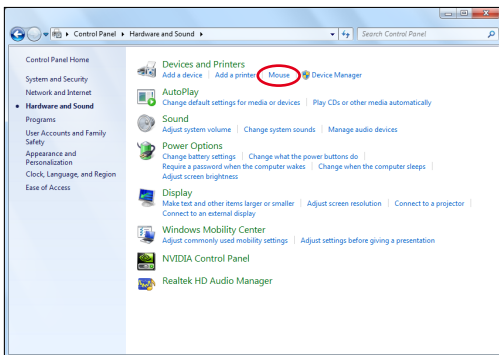 Control Panel Hardware and Sound Search Control Panel
Control Panel Home
System and Security
Network and Internet
Hardware and Sound
Programs
User Accounts and Family
Safety
Appearance and
Personalization
Clock, Language, and Region
Ease of Access
Devices and Printers
Add a device Add a printer Mouse Device Manager
AutoPlay
Change default settings for media or devices Play CDs or other media automatically
Sound
Adjust system volume Change system sounds Manage audio devices
Power Options
Change battery settings Change what the power buttons do
Require a password when the computer wakes Change when the computer sleeps
Adjust screen brightness
Display
Make text and other items larger or smaller Adjust screen resolution Connect to a projector
Connect to an external display
Windows Mobility Center
Adjust commonly used mobility settings Adjust settings before giving a presentation
NVIDIA Control Panel
Realtek HD Audio Manager